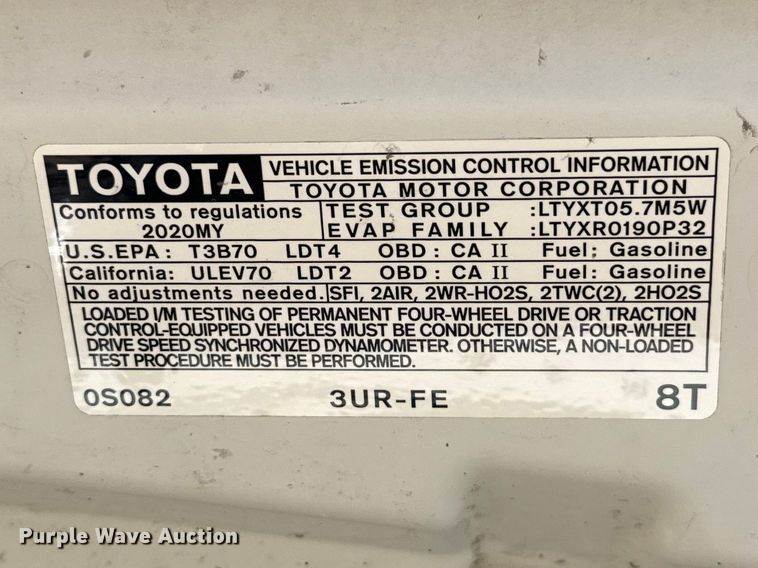 TOYOTA VEHICLE EMISSION CONTROL INFORMATION
TOYOTA MOTOR CORPORATION
Conforms to regulations
2020MY
TEST GROUP :LTYXT05.7M5W
EVAP FAMILY :LTYXR0190P32
U.S.EPA: T3B70 LDT4 OBD: CA II Fuel: Gasoline
California: ULEV70 LDT2 OBD: CA II Fuel: Gasoline
No adjustments needed. SFI, 2AIR, 2WR-HO2S, 2TWC(2), 2HO2S
LOADED I/M TESTING OF PERMANENT FOUR-WHEEL DRIVE OR TRACTION
CONTROL-EQUIPPED VEHICLES MUST BE CONDUCTED ON A FOUR-WHEEL
DRIVE SPEED SYNCHRONIZED DYNAMOMETER. OTHERWISE, A NON-LOADED
TEST PROCEDURE MUST BE PERFORMED.
0S082 3UR-FE 8T
Purple Wave Auction